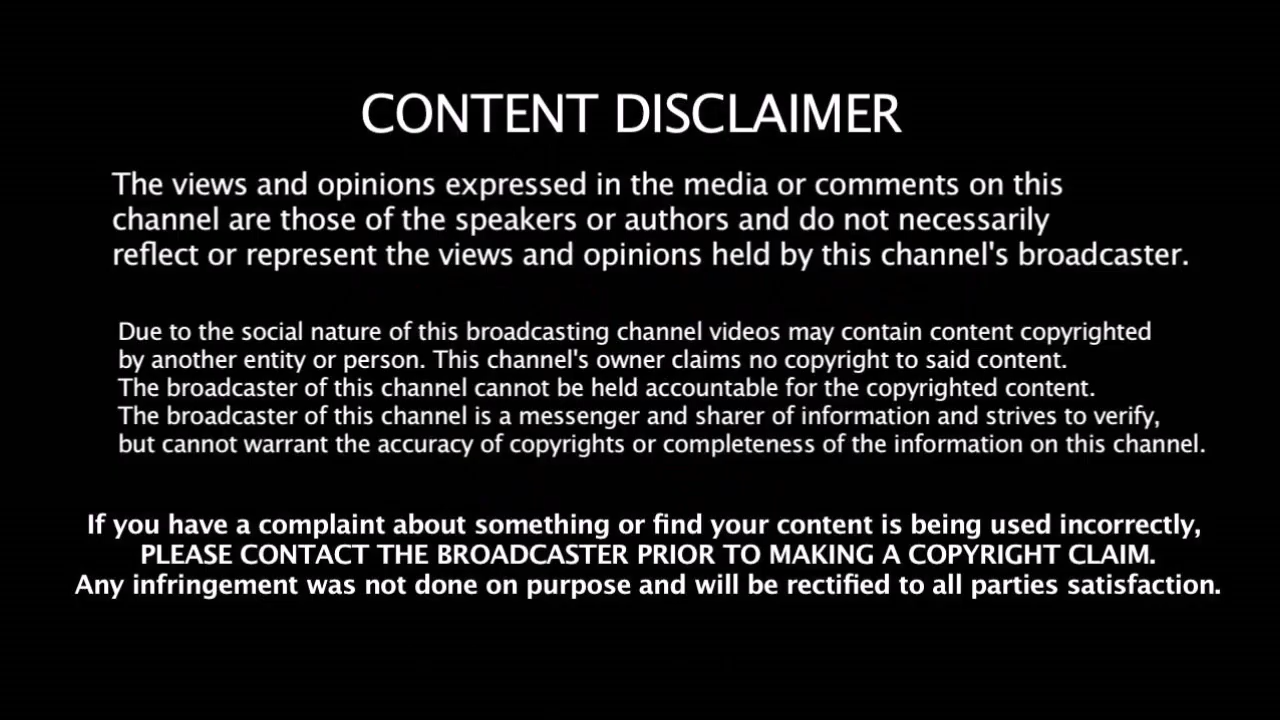 CONTENT DISCLAIMER
The views and opinions expressed in the media or comments on this
channel are those of the speakers or authors and do not necessarily
reflect or represent the views and opinions held by this channel's broadcaster.
Due to the social nature of this broadcasting channel videos may contain content copyrighted
by another entity or person. This channel's owner claims no copyright to said content.
The broadcaster of this channel cannot be held accountable for the copyrighted content.
The broadcaster of this channel is a messenger and sharer of information and strives to verify,
but cannot warrant the accuracy of copyrights or completeness of the information on this channel.
If you have a complaint about something or find your content is being used incorrectly,
PLEASE CONTACT THE BROADCASTER PRIOR TO MAKING A COPYRIGHT CLAIM.
Any infringement was not done on purpose and will be rectified to all parties satisfaction.